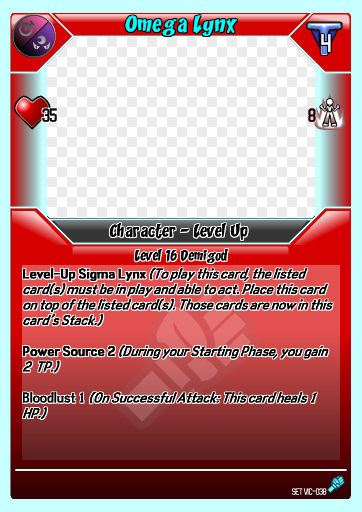 Omega Lynx
4
35
8
Character - Level Up
Level 16 Demigod
Level-Up Sigma Lynx (To play this card, the listed
card(s) must be in play and able to act. Place this card
on top of the listed card(s). Those cards are now in this
card's Stack.)
Power Source 2 (During your Starting Phase, you gain
2 TP.)
Bloodlust 1 (On Successful Attack: This card heals 1
HP.)
SET VIC-038